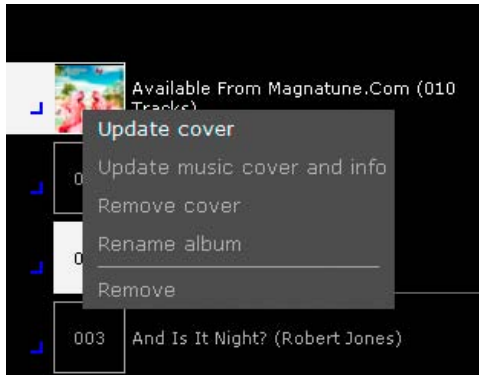 Available From Magnatune.Com (010
Tracks)
Update cover
Update music cover and info
Remove cover
Rename album
Remove
003 And Is It Night? (Robert Jones)